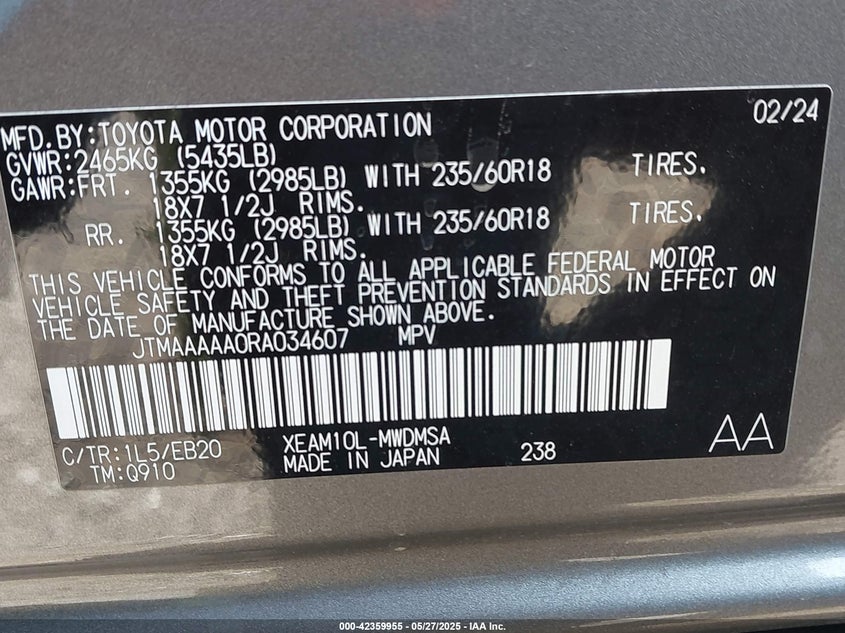 02/24
MFD.BY:TOYOTA MOTOR CORPORATION
GVWR:2465KG (5435LB)
GAWR:FRT. 1355KG (2985LB) WITH 235/60R18 TIRES.
18X7 1/2J RIMS.
RR. 1355KG (2985LB) WITH 235/60R18 TIRES,
18X7 1/2J RIMS.
THIS VEHICLE CONFORMS TO ALL APPLICABLE FEDERAL MOTOR
VEHICLE SAFETY AND THEFT PREVENTION STANDARDS IN EFFECT ON
THE DATE OF MANUFACTURE SHOWN ABOVE.
JTMAAAAA0RA034607 MPV
C/TR:1L5/EB20 XEAM10L-MWDMSA AA
TM:Q910 MADE IN JAPAN 238
000-42359955 - 05/27/2025 - IAA Inc.